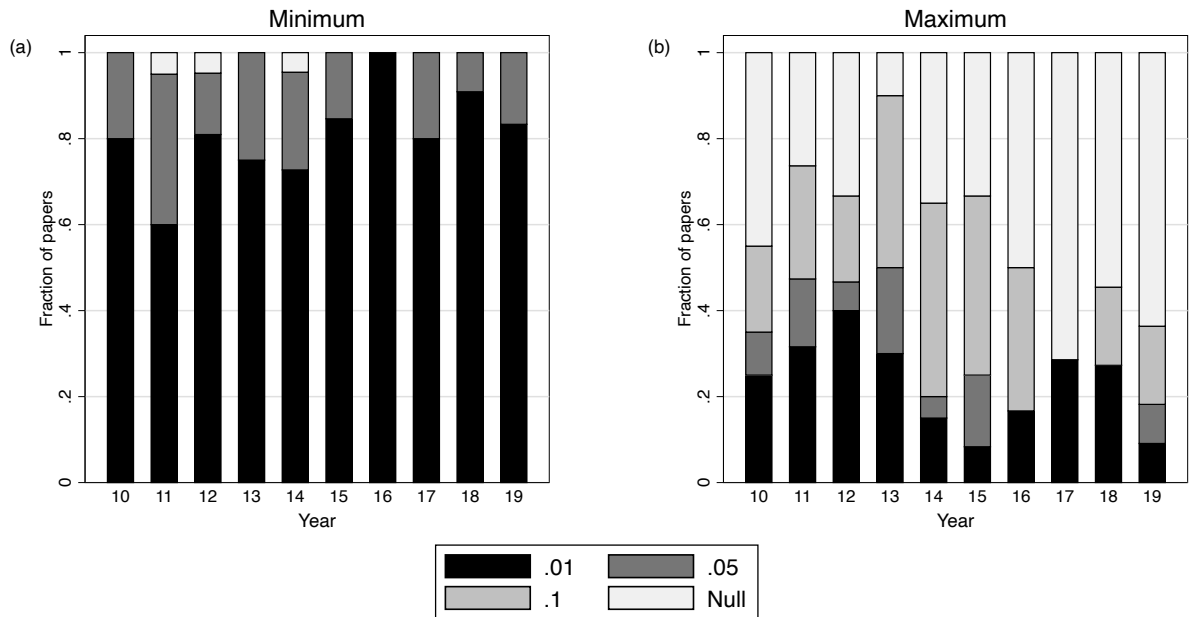 Minimum
(a)
1
.8
.6
.4
.2
0
Fraction of papers
10 11 12 13 14 15 16 17 18 19
Year
Maximum
(b)
1
.8
.6
.4
.2
0
Fraction of papers
10 11 12 13 14 15 16 17 18 19
Year
.01 .05
.1 Null